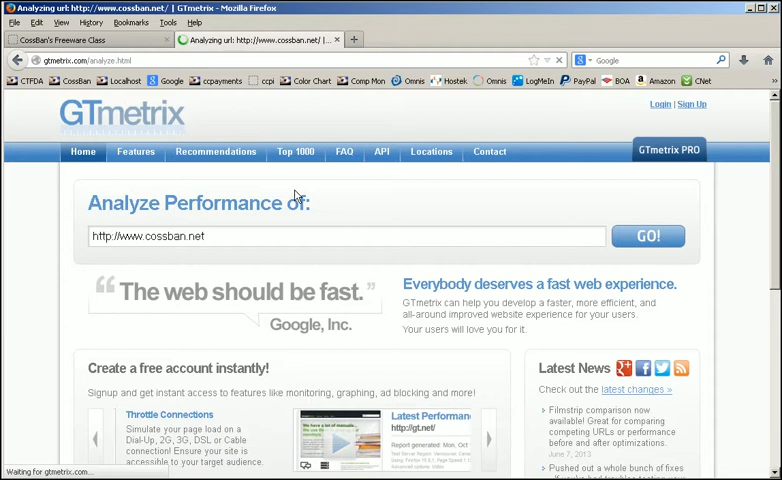 Analyzing url: http://www.cossban.net/ | GTmetrix - Mozilla Firefox
File Edit View History Bookmarks Tools Help
CossBan's Freeware Class
Analyzing url: http://www.cossban.net/ |...
gtmetrix.com/analyze.html
Google
CTFDA CossBan Localhost Google ccpayments ccpi Color Chart Comp Mon Omnis Hostek Omnis LogMeIn PayPal BOA Amazon CNet
GTmetrix
Login | Sign Up
Home Features Recommendations Top 1000 FAQ API Locations Contact
GTmetrix PRO
Analyze Performance of:
http://www.cossban.net
GO!
“The web should be fast.”
Google, Inc.
Everybody deserves a fast web experience.
GTmetrix can help you develop a faster, more efficient, and
all-around improved website experience for your users.
Your users will love you for it.
Create a free account instantly!
Signup and get instant access to features like monitoring, graphing, ad blocking and more!
Throttle Connections
Simulate your page load on a
Dial-Up, 2G, 3G, DSL or Cable
connection! Ensure your site is
accessible to your target audience.
Latest Performan
http://gt.net/
Report generated: Mon, Oct
Latest News
Check out the latest changes »
Filmstrip comparison now
available! Great for comparing
competing URLs or performance
before and after optimizations.
June 7, 2013
Pushed out a whole bunch of fixes
Waiting for gtmetrix.com...